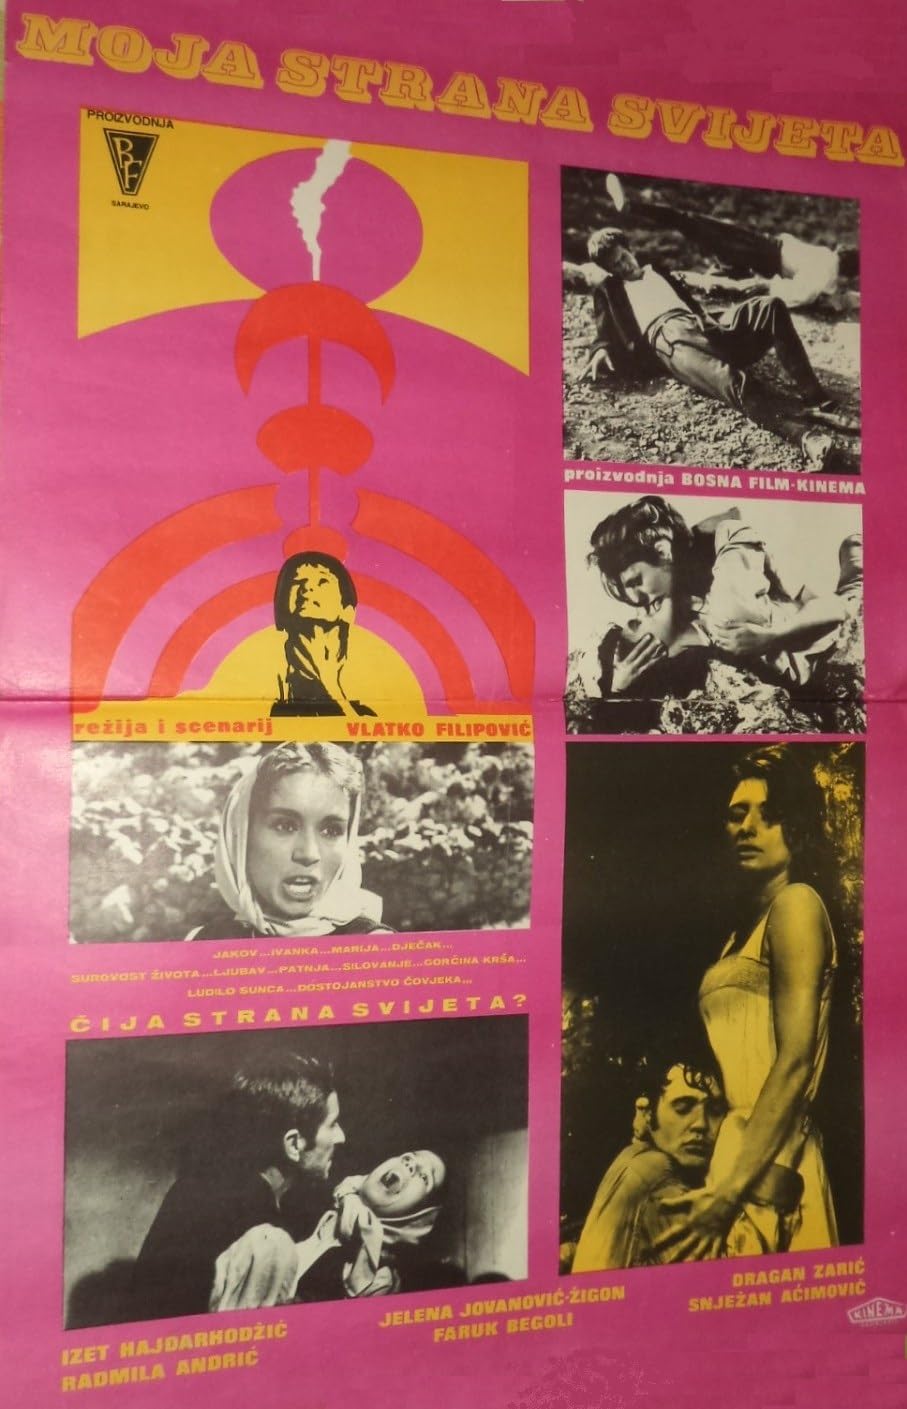 MOJA STRANA SVIJETA
PROIZVODNJA
BF
SARAJEVO
proizvodnja BOSNA FILM-KINEMA
režija i scenarij VLATKO FILIPOVIĆ
JAKOV...IVANKA...MARIJA...DJEČAK...
SUROVOST ŽIVOTA...LJUBAV...PATNJA...SILOVANJE...GORČINA KRŠA...
LUDILO SUNCA...DOSTOJANSTVO ČOVJEKA...
ČIJA STRANA SVIJETA?
IZET HAJDARHODŽIĆ
RADMILA ANDRIĆ
JELENA JOVANOVIĆ-ŽIGON
FARUK BEGOLI
DRAGAN ZARIĆ
SNJEŽAN AĆIMOVIĆ
KINEMA